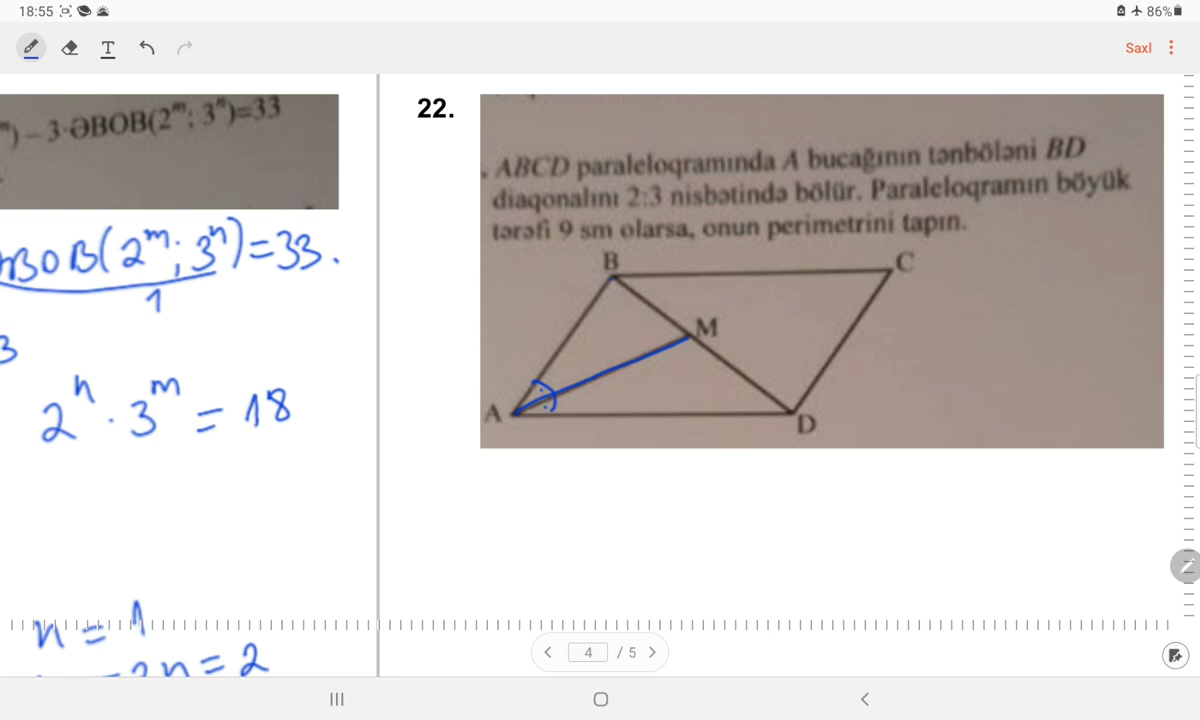 18:55
86%
T
Saxl
) – 3·ƏBOB(2ᵐ; 3ⁿ)=33
BOB(2ᵐ; 3ⁿ)=33.
1
3
2ⁿ · 3ᵐ = 18
n = 1
2n = 2
22.
. ABCD paraleloqramında A bucağının tənböləni BD
diaqonalını 2:3 nisbətində bölür. Paraleloqramın böyük
tərəfi 9 sm olarsa, onun perimetrini tapın.
B
C
M
A
D
4 / 5